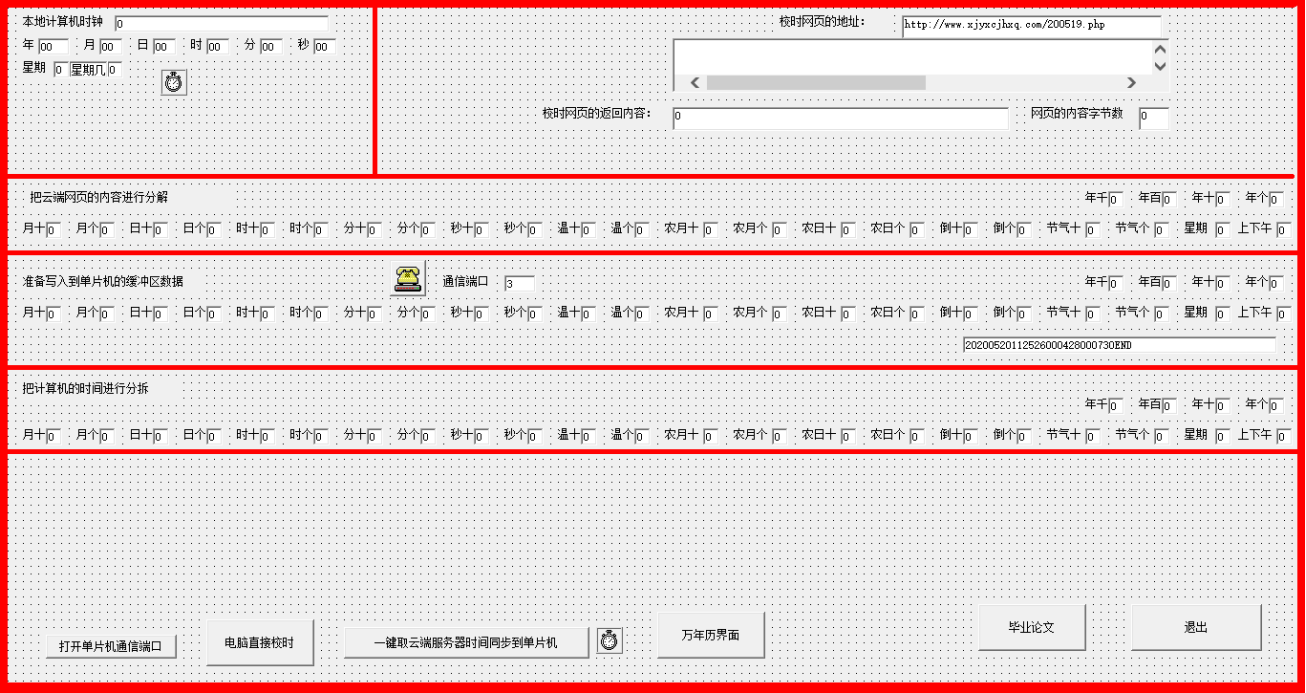 本地计算机时钟 0
年 00 月 00 日 00 时 00 分 00 秒 00
星期 0 星期几 0
校时网页的地址： http://www.xjyxcjhxq.com/200519.php
校时网页的返回内容： 0 网页的内容字节数 0
把云端网页的内容进行分解 年千 0 年百 0 年十 0 年个 0
月十 0 月个 0 日十 0 日个 0 时十 0 时个 0 分十 0 分个 0 秒十 0 秒个 0 温十 0 温个 0 农月十 0 农月个 0 农日十 0 农日个 0 倒十 0 倒个 0 节气十 0 节气个 0 星期 0 上下午 0
准备写入到单片机的缓冲区数据 通信端口 3 年千 0 年百 0 年十 0 年个 0
月十 0 月个 0 日十 0 日个 0 时十 0 时个 0 分十 0 分个 0 秒十 0 秒个 0 温十 0 温个 0 农月十 0 农月个 0 农日十 0 农日个 0 倒十 0 倒个 0 节气十 0 节气个 0 星期 0 上下午 0
20200520112526000428000730END
把计算机的时间进行分拆
年千 0 年百 0 年十 0 年个 0
月十 0 月个 0 日十 0 日个 0 时十 0 时个 0 分十 0 分个 0 秒十 0 秒个 0 温十 0 温个 0 农月十 0 农月个 0 农日十 0 农日个 0 倒十 0 倒个 0 节气十 0 节气个 0 星期 0 上下午 0
打开单片机通信端口 电脑直接校时 一键取云端服务器时间同步到单片机 万年历界面 毕业论文 退出